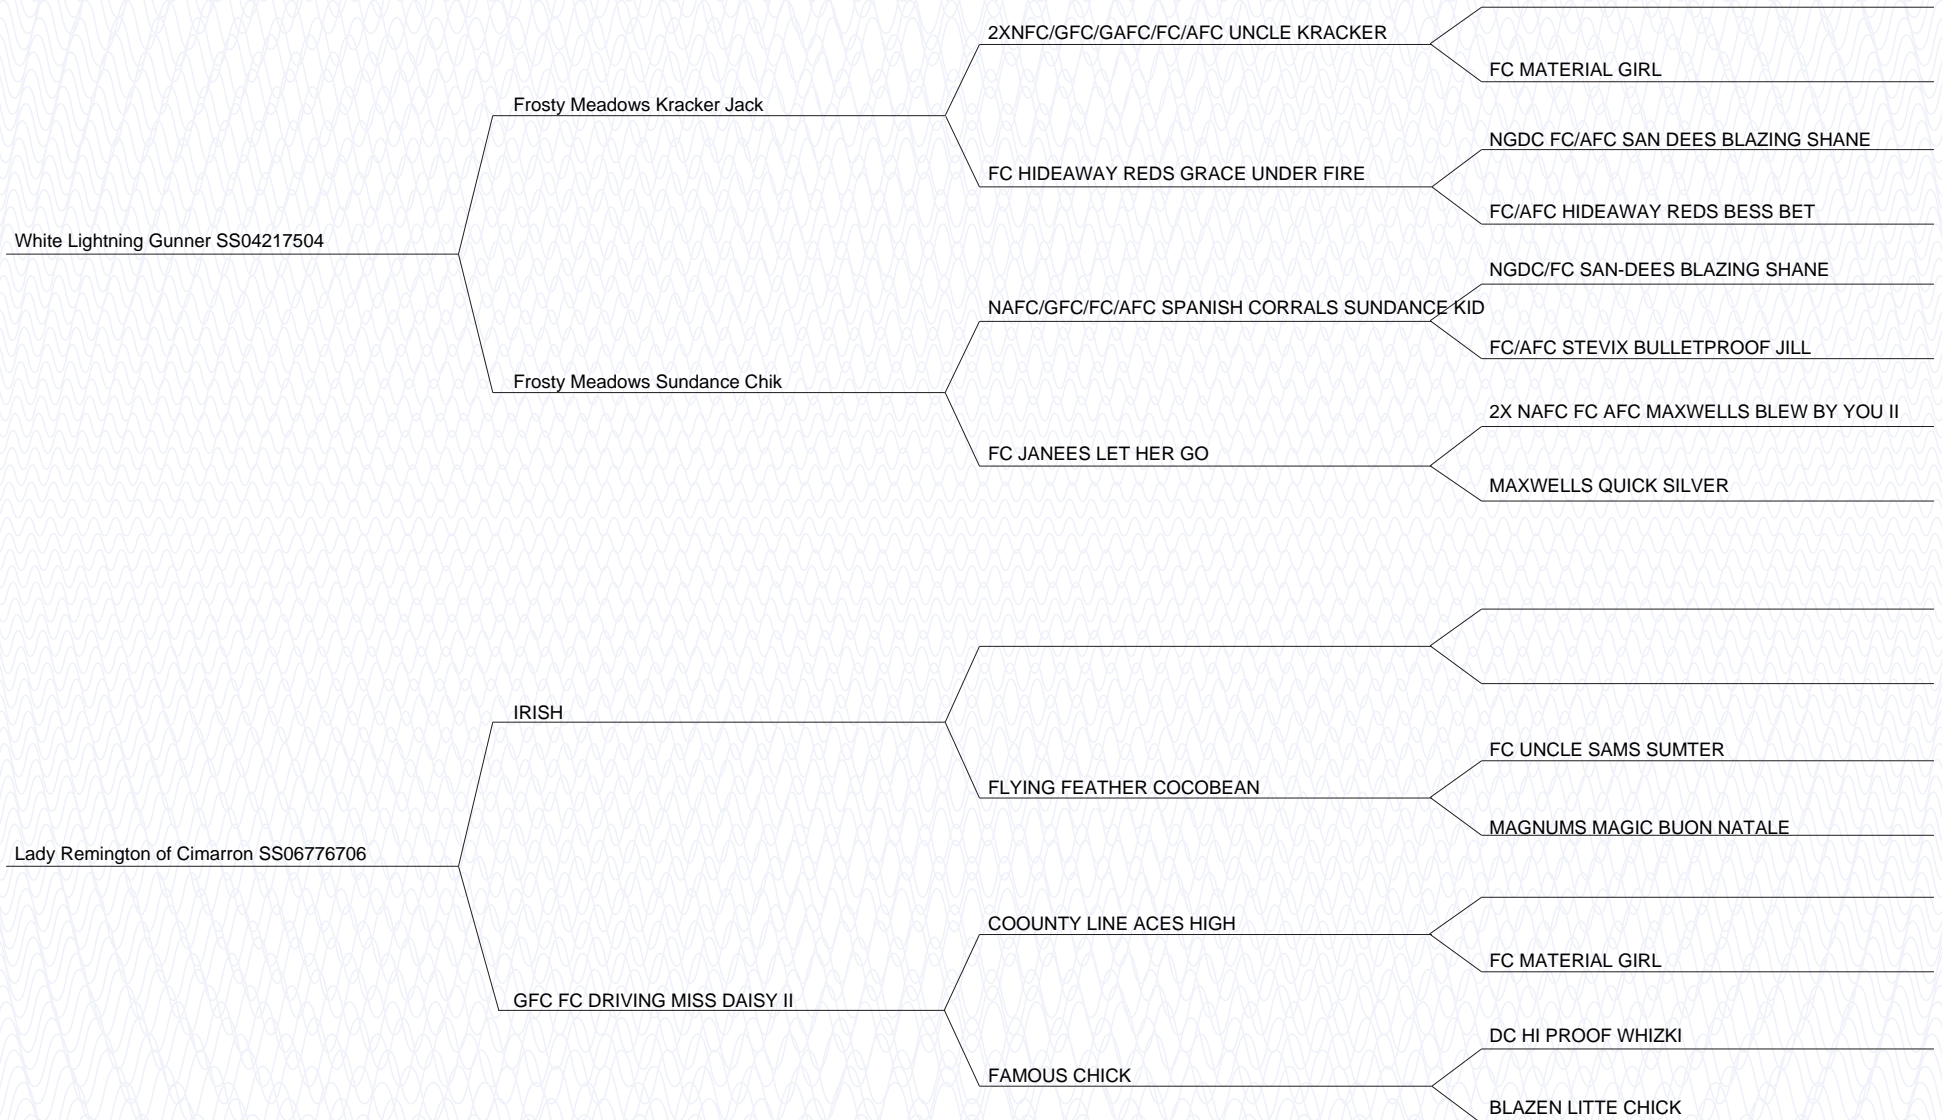 2XNFC/GFC/GAFC/FC/AFC UNCLE KRACKER
FC MATERIAL GIRL
Frosty Meadows Kracker Jack
NGDC FC/AFC SAN DEES BLAZING SHANE
FC HIDEAWAY REDS GRACE UNDER FIRE
FC/AFC HIDEAWAY REDS BESS BET
White Lightning Gunner SS04217504
NGDC/FC SAN-DEES BLAZING SHANE
NAFC/GFC/FC/AFC SPANISH CORRALS SUNDANCE KID
FC/AFC STEVIX BULLETPROOF JILL
Frosty Meadows Sundance Chik
2X NAFC FC AFC MAXWELLS BLEW BY YOU II
FC JANEES LET HER GO
MAXWELLS QUICK SILVER
IRISH
FC UNCLE SAMS SUMTER
FLYING FEATHER COCOBEAN
MAGNUMS MAGIC BUON NATALE
Lady Remington of Cimarron SS06776706
COOUNTY LINE ACES HIGH
FC MATERIAL GIRL
GFC FC DRIVING MISS DAISY II
DC HI PROOF WHIZKI
FAMOUS CHICK
BLAZEN LITTE CHICK